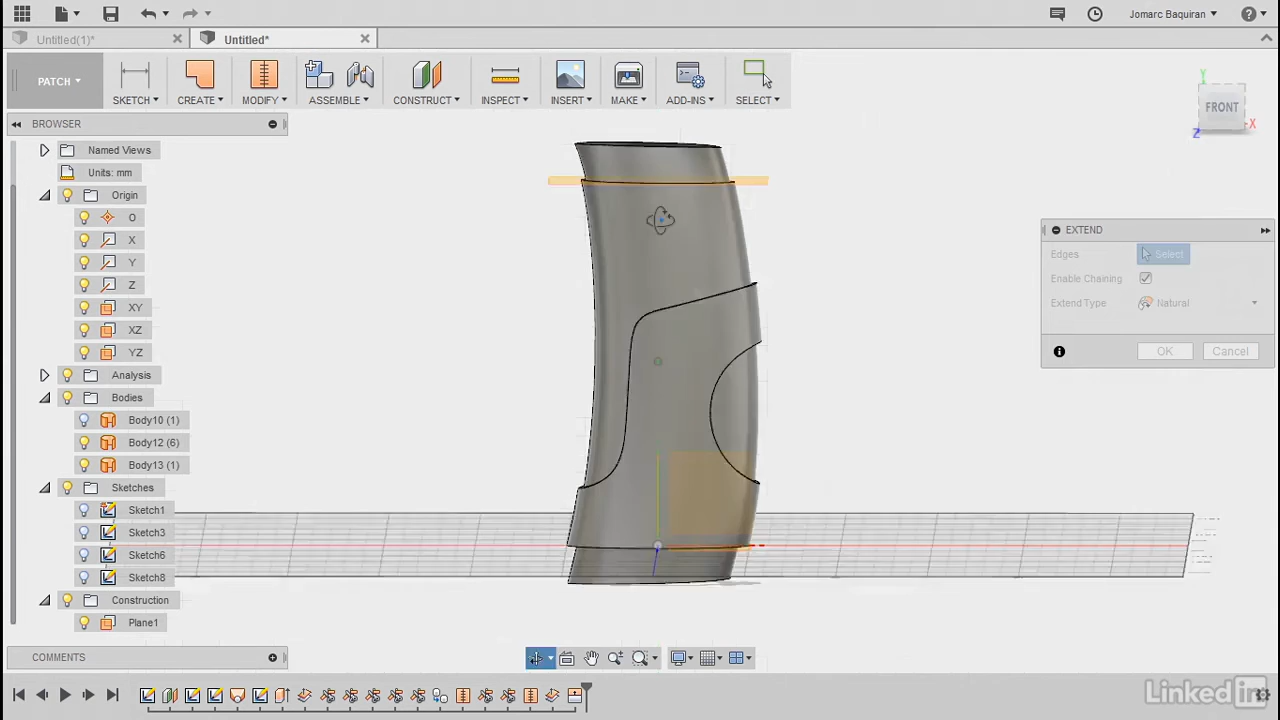 Jomarc Baquiran
Untitled(1)*
Untitled*
PATCH
SKETCH
CREATE
MODIFY
ASSEMBLE
CONSTRUCT
INSPECT
INSERT
MAKE
ADD-INS
SELECT
BROWSER
Named Views
Units: mm
Origin
O
X
Y
Z
XY
XZ
YZ
Analysis
Bodies
Body10 (1)
Body12 (6)
Body13 (1)
Sketches
Sketch1
Sketch3
Sketch6
Sketch8
Construction
Plane1
Y
FRONT
X
Z
EXTEND
Edges
Select
Enable Chaining
Extend Type
Natural
OK
Cancel
COMMENTS
LinkedIn